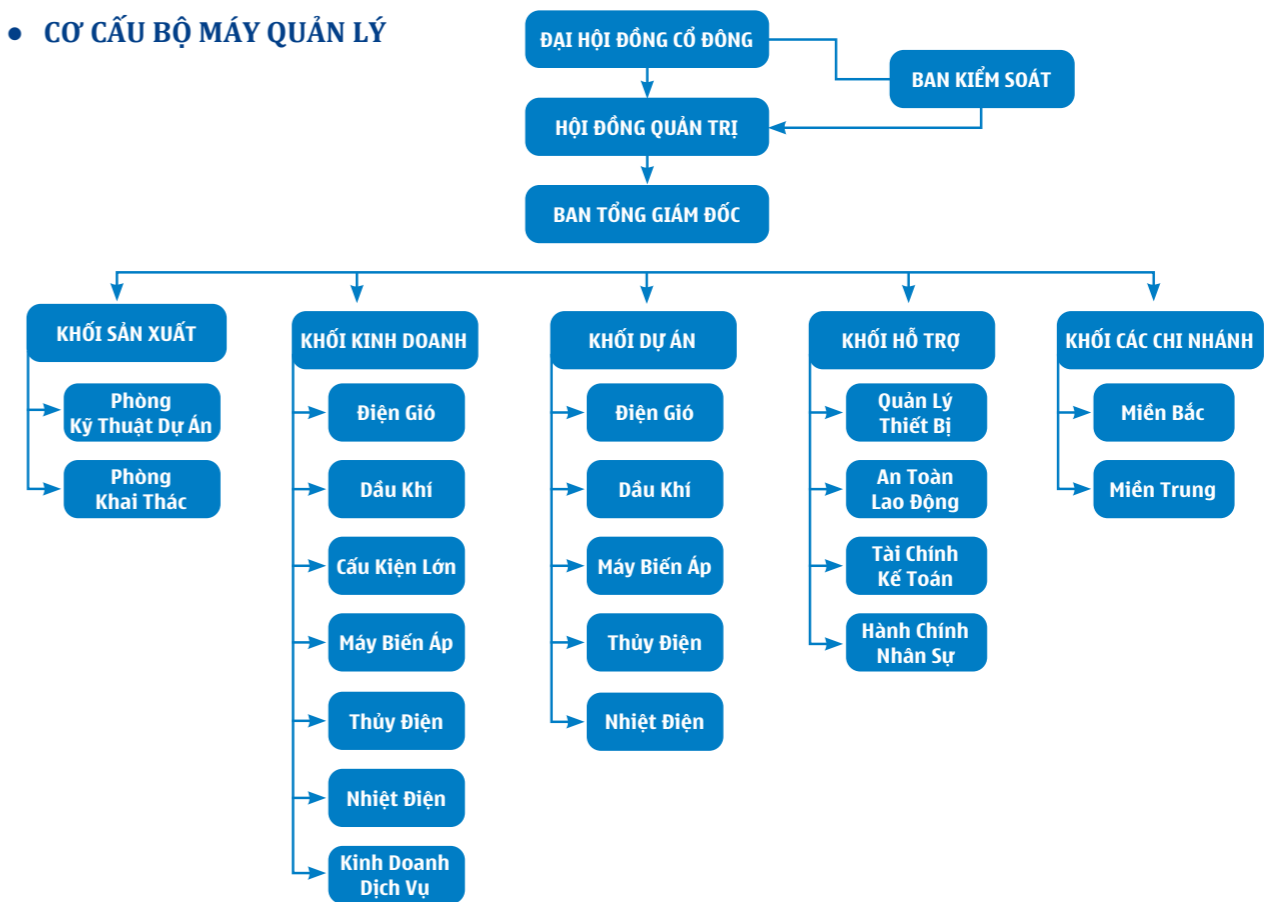 ● CƠ CẤU BỘ MÁY QUẢN LÝ
ĐẠI HỘI ĐỒNG CỔ ĐÔNG
BAN KIỂM SOÁT
HỘI ĐỒNG QUẢN TRỊ
BAN TỔNG GIÁM ĐỐC
KHỐI SẢN XUẤT
Phòng
Kỹ Thuật Dự Án
Phòng
Khai Thác
KHỐI KINH DOANH
Điện Gió
Dầu Khí
Cấu Kiện Lớn
Máy Biến Áp
Thủy Điện
Nhiệt Điện
Kinh Doanh
Dịch Vụ
KHỐI DỰ ÁN
Điện Gió
Dầu Khí
Máy Biến Áp
Thủy Điện
Nhiệt Điện
KHỐI HỖ TRỢ
Quản Lý
Thiết Bị
An Toàn
Lao Động
Tài Chính
Kế Toán
Hành Chính
Nhân Sự
KHỐI CÁC CHI NHÁNH
Miền Bắc
Miền Trung